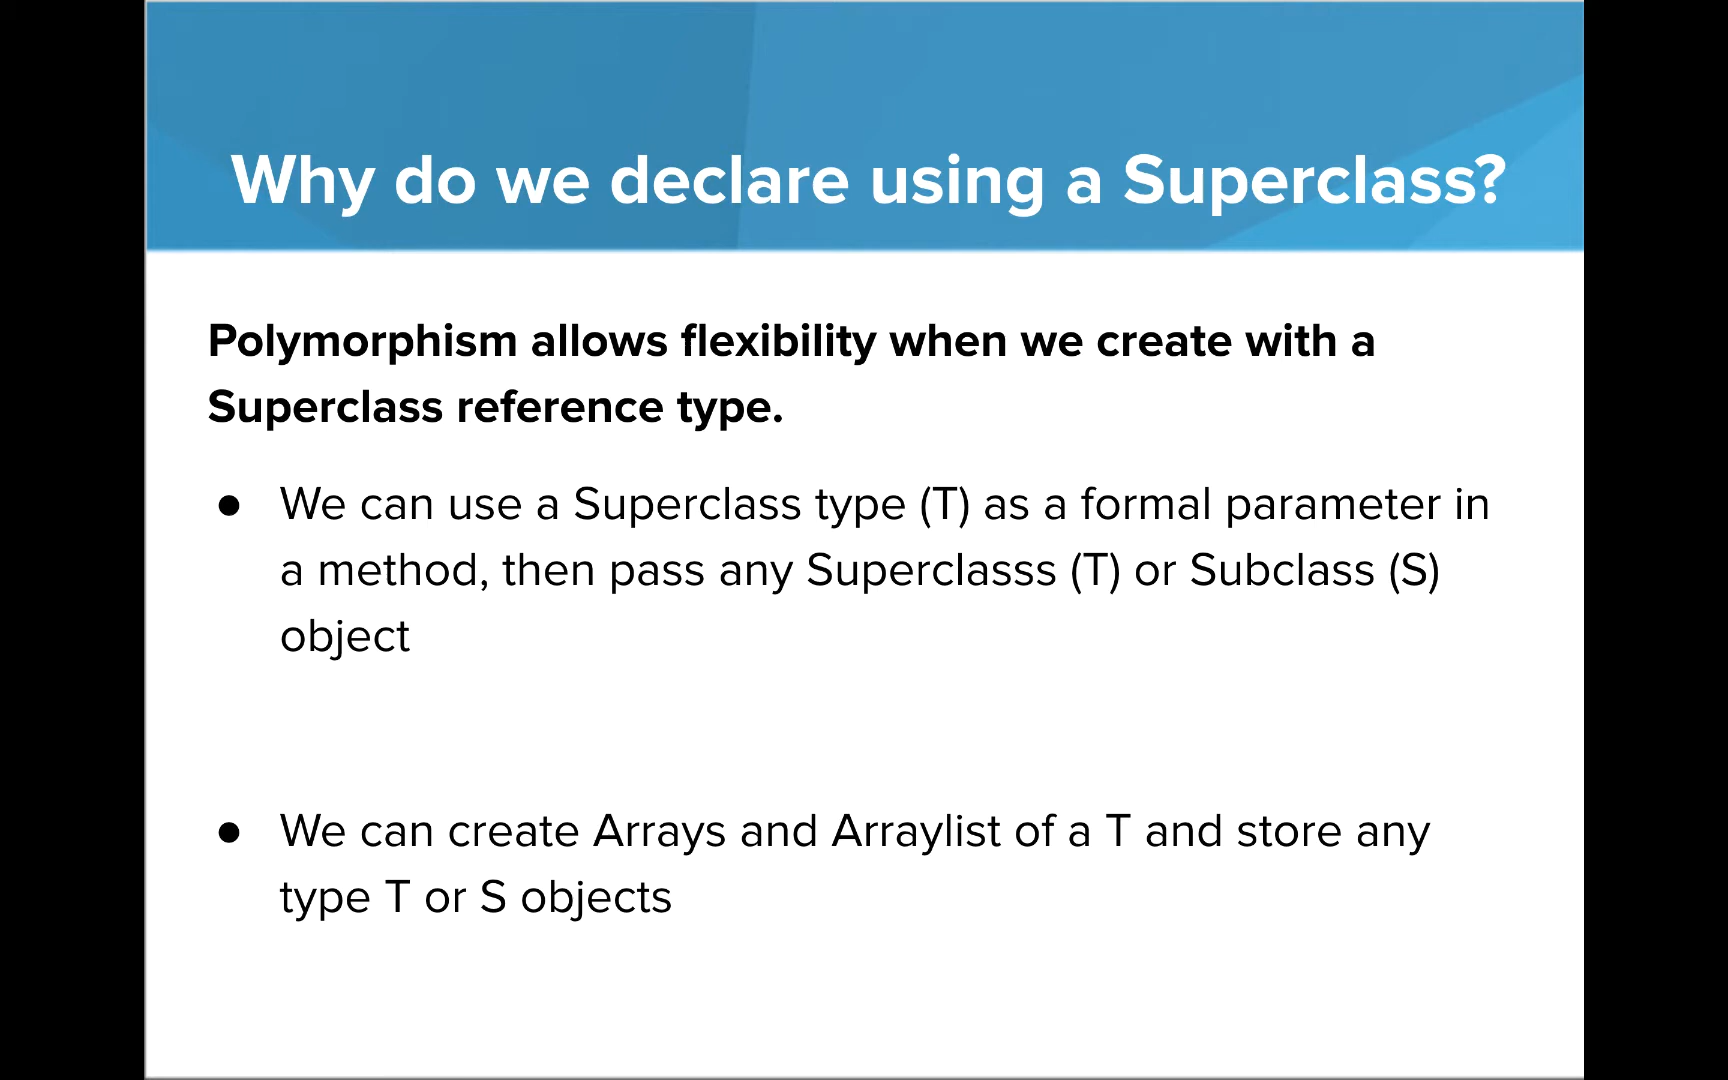 Why do we declare using a Superclass?
Polymorphism allows flexibility when we create with a
Superclass reference type.
● We can use a Superclass type (T) as a formal parameter in
a method, then pass any Superclasss (T) or Subclass (S)
object
● We can create Arrays and Arraylist of a T and store any
type T or S objects